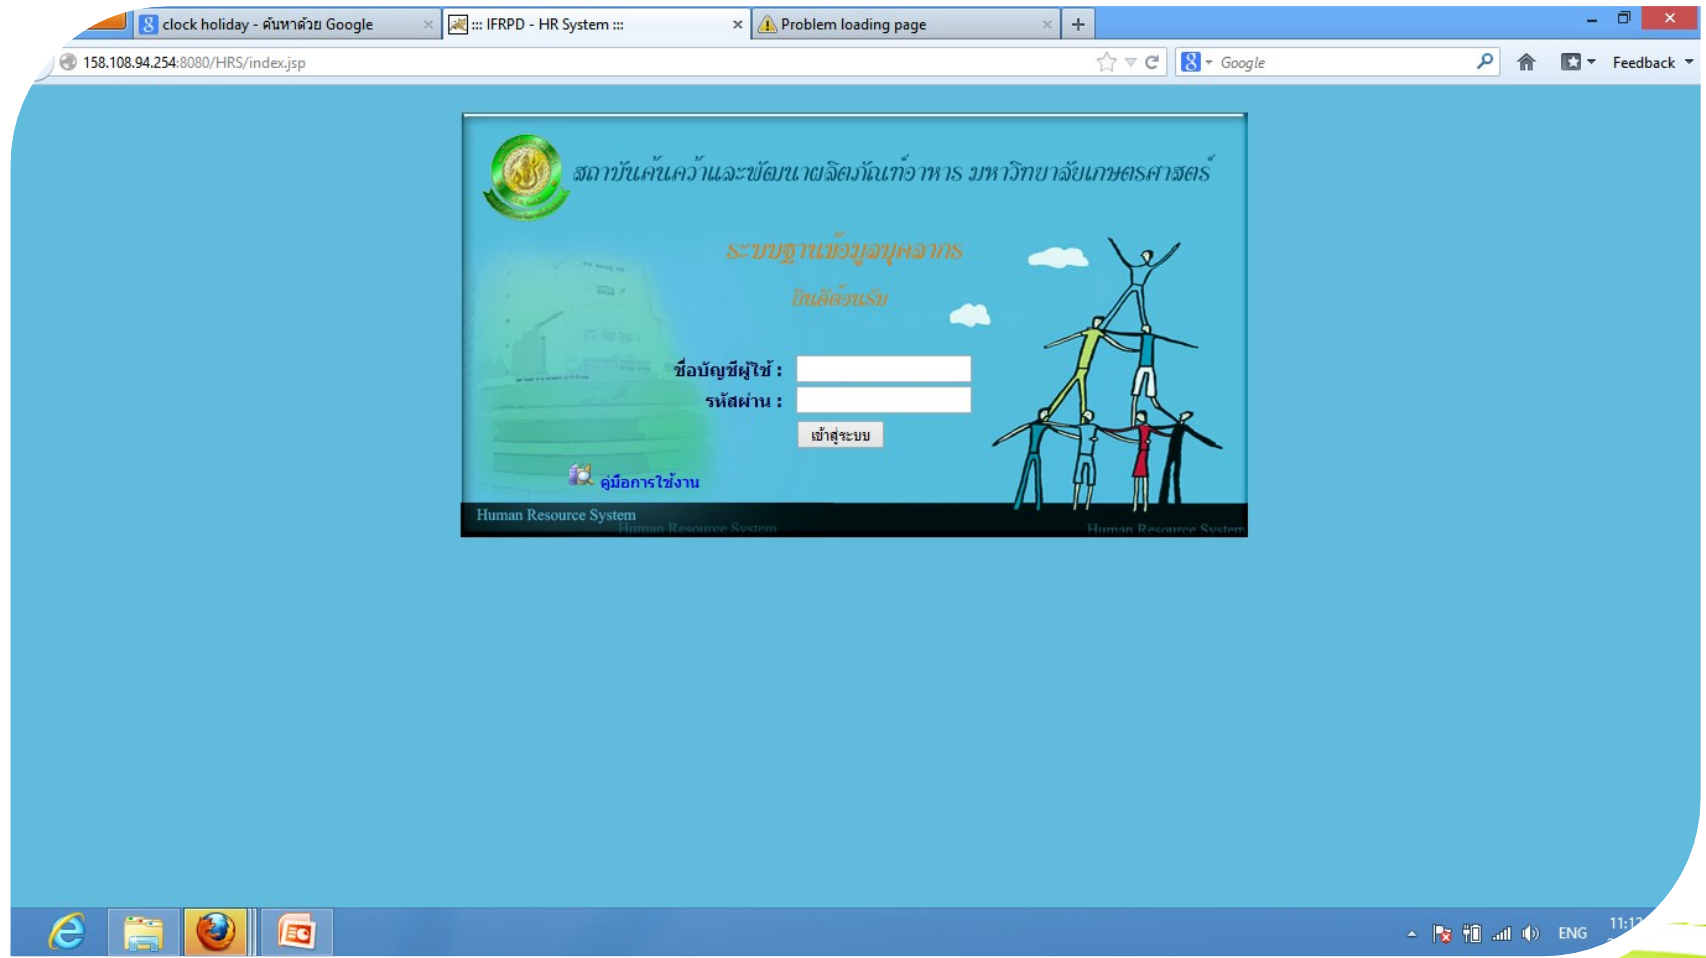 clock holiday - ค้นหาด้วย Google
::: IFRPD - HR System :::
Problem loading page
158.108.94.254:8080/HRS/index.jsp
Google
Feedback
สถาบันค้นคว้าและพัฒนาผลิตภัณฑ์อาหาร มหาวิทยาลัยเกษตรศาสตร์
ระบบฐานข้อมูลบุคลากร
ยินดีต้อนรับ
ชื่อบัญชีผู้ใช้ :
รหัสผ่าน :
เข้าสู่ระบบ
คู่มือการใช้งาน
Human Resource System
Human Resource System
Human Resource System
ENG